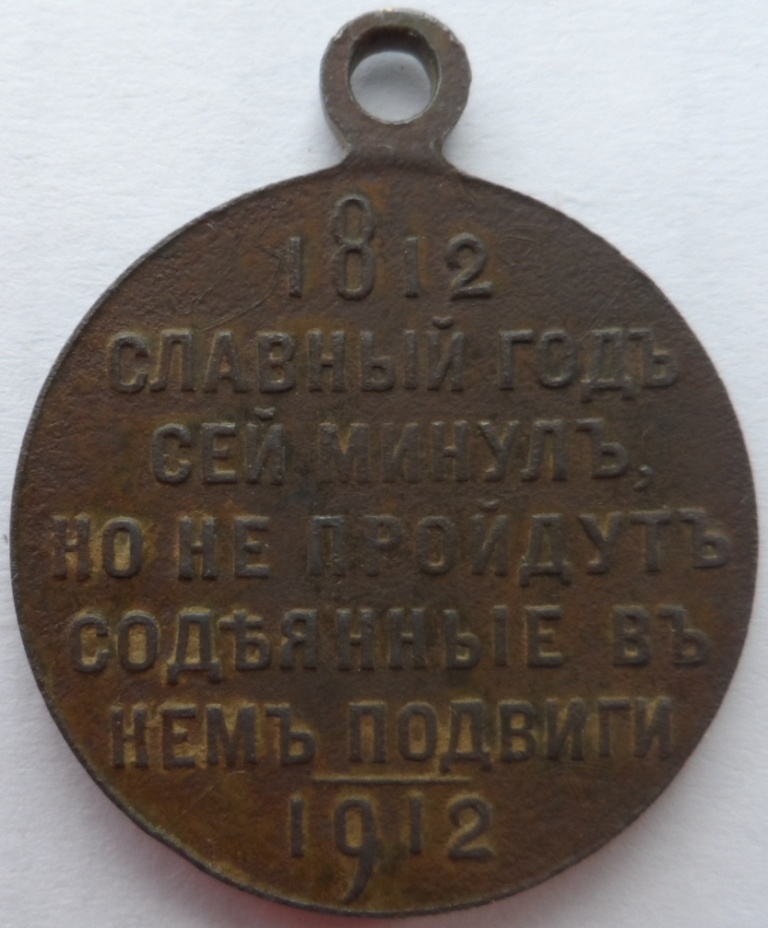 1812
СЛАВНЫЙ ГОДЪ
СЕЙ МИНУЛЪ,
НО НЕ ПРОЙДУТЪ
СОДѢЯННЫЕ ВЪ
НЕМЪ ПОДВИГИ
1912